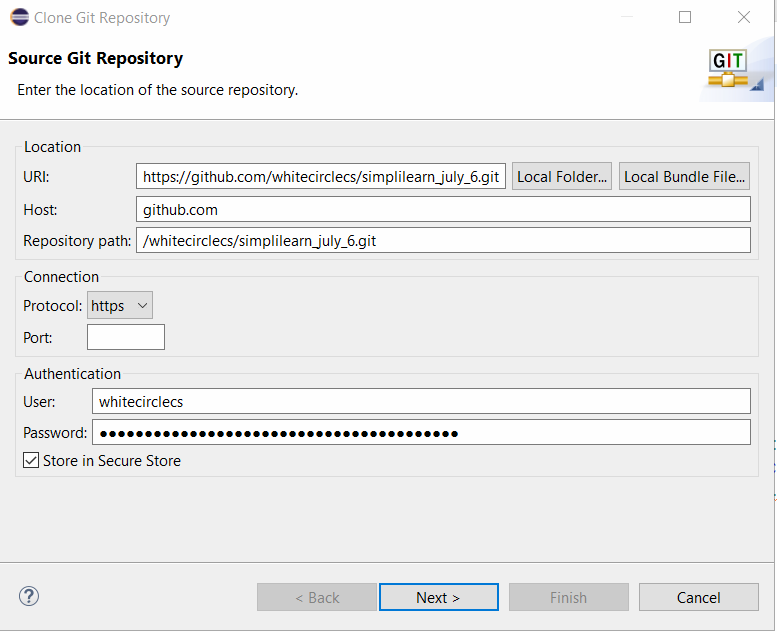 Clone Git Repository
Source Git Repository
GIT
Enter the location of the source repository.
Location
URI: https://github.com/whitecirclecs/simplilearn_july_6.git Local Folder... Local Bundle File...
Host: github.com
Repository path: /whitecirclecs/simplilearn_july_6.git
Connection
Protocol: https
Port:
Authentication
User: whitecirclecs
Password: ●●●●●●●●●●●●●●●●●●●●●●●●●●●●●●●●●●●●●●●●
Store in Secure Store
? < Back Next > Finish Cancel